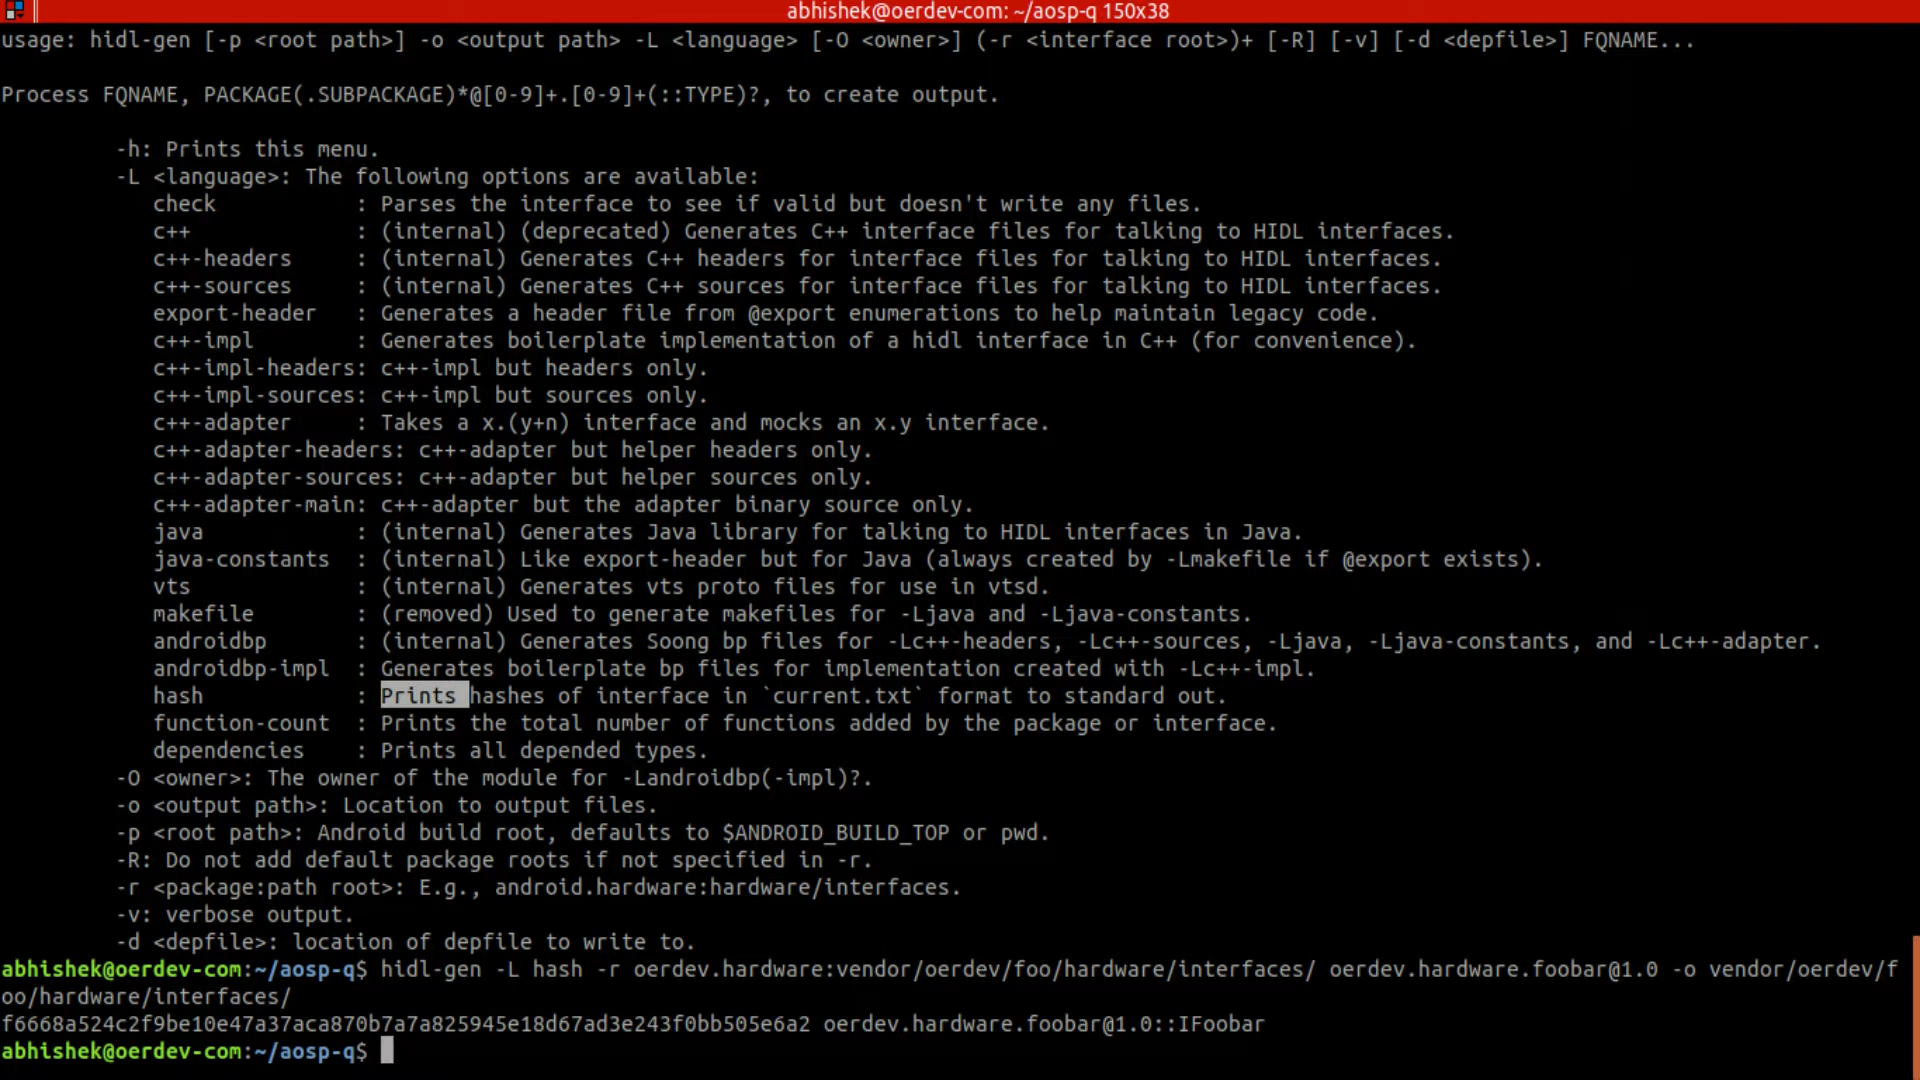 abhishek@oerdev-com: ~/aosp-q 150x38
usage: hidl-gen [-p <root path>] -o <output path> -L <language> [-O <owner>] (-r <interface root>)+ [-R] [-v] [-d <depfile>] FQNAME...
Process FQNAME, PACKAGE(.SUBPACKAGE)*@[0-9]+.[0-9]+(::TYPE)?, to create output.
-h: Prints this menu.
-L <language>: The following options are available:
check : Parses the interface to see if valid but doesn't write any files.
c++ : (internal) (deprecated) Generates C++ interface files for talking to HIDL interfaces.
c++-headers : (internal) Generates C++ headers for interface files for talking to HIDL interfaces.
c++-sources : (internal) Generates C++ sources for interface files for talking to HIDL interfaces.
export-header : Generates a header file from @export enumerations to help maintain legacy code.
c++-impl : Generates boilerplate implementation of a hidl interface in C++ (for convenience).
c++-impl-headers: c++-impl but headers only.
c++-impl-sources: c++-impl but sources only.
c++-adapter : Takes a x.(y+n) interface and mocks an x.y interface.
c++-adapter-headers: c++-adapter but helper headers only.
c++-adapter-sources: c++-adapter but helper sources only.
c++-adapter-main: c++-adapter but the adapter binary source only.
java : (internal) Generates Java library for talking to HIDL interfaces in Java.
java-constants : (internal) Like export-header but for Java (always created by -Lmakefile if @export exists).
vts : (internal) Generates vts proto files for use in vtsd.
makefile : (removed) Used to generate makefiles for -Ljava and -Ljava-constants.
androidbp : (internal) Generates Soong bp files for -Lc++-headers, -Lc++-sources, -Ljava, -Ljava-constants, and -Lc++-adapter.
androidbp-impl : Generates boilerplate bp files for implementation created with -Lc++-impl.
hash : Prints hashes of interface in `current.txt` format to standard out.
function-count : Prints the total number of functions added by the package or interface.
dependencies : Prints all depended types.
-O <owner>: The owner of the module for -Landroidbp(-impl)?.
-o <output path>: Location to output files.
-p <root path>: Android build root, defaults to $ANDROID_BUILD_TOP or pwd.
-R: Do not add default package roots if not specified in -r.
-r <package:path root>: E.g., android.hardware:hardware/interfaces.
-v: verbose output.
-d <depfile>: location of depfile to write to.
abhishek@oerdev-com:~/aosp-q$ hidl-gen -L hash -r oerdev.hardware:vendor/oerdev/foo/hardware/interfaces/ oerdev.hardware.foobar@1.0 -o vendor/oerdev/f
oo/hardware/interfaces/
f6668a524c2f9be10e47a37aca870b7a7a825945e18d67ad3e243f0bb505e6a2 oerdev.hardware.foobar@1.0::IFoobar
abhishek@oerdev-com:~/aosp-q$